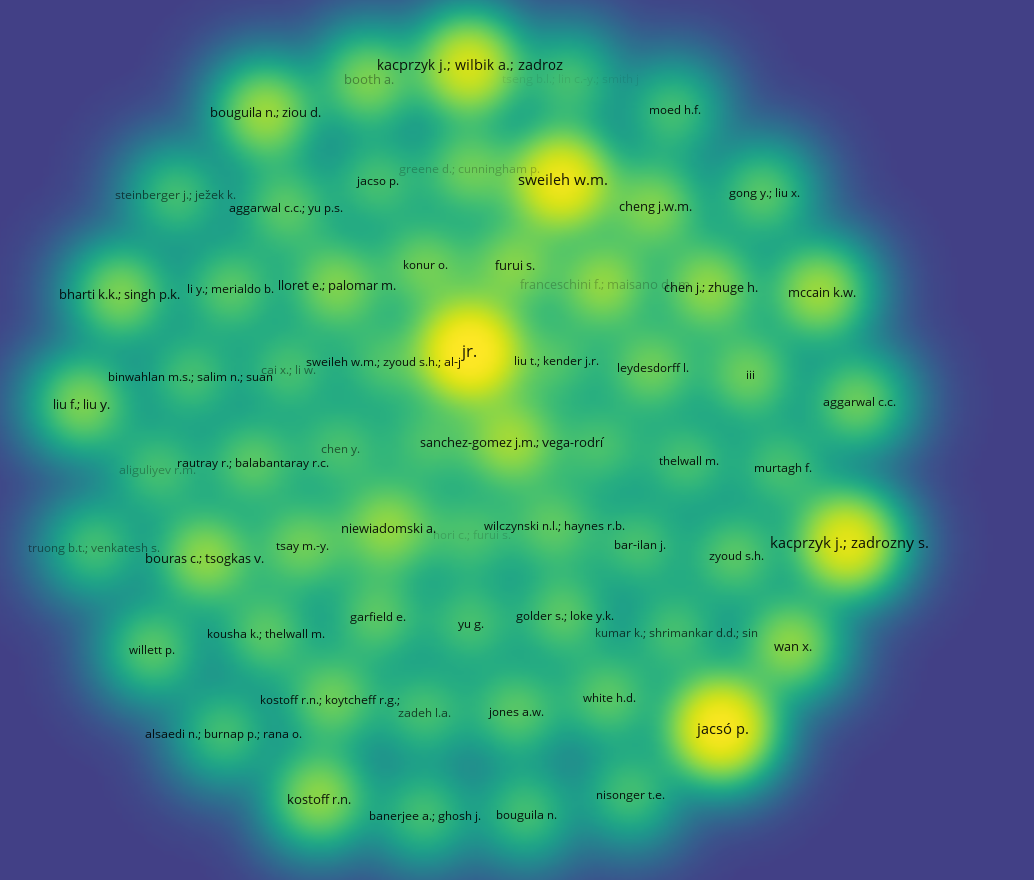 kacprzyk j.; wilbik a.; zadroz
booth a.
tseng b.l.; lin c.-y.; smith j
bouguila n.; ziou d.
moed h.f.
greene d.; cunningham p.
jacso p.
sweileh w.m.
steinberger j.; ježek k.
gong y.; liu x.
aggarwal c.c.; yu p.s.
cheng j.w.m.
konur o.
furui s.
lloret e.; palomar m.
franceschini f.; maisano d.
chen j.; zhuge h.
li y.; merialdo b.
bharti k.k.; singh p.k.
mccain k.w.
jr.
sweileh w.m.; zyoud s.h.; al-j
liu t.; kender j.r.
leydesdorff l.
cai x.; li w.
iii
binwahlan m.s.; salim n.; suan
liu f.; liu y.
aggarwal c.c.
sanchez-gomez j.m.; vega-rodrí
chen y.
thelwall m.
rautray r.; balabantaray r.c.
murtagh f.
aliguliyev r.m.
niewiadomski a.
wilczynski n.l.; haynes r.b.
hori c.; furui s.
kacprzyk j.; zadrozny s.
bar-ilan j.
tsay m.-y.
truong b.t.; venkatesh s.
zyoud s.h.
bouras c.; tsogkas v.
garfield e.
golder s.; loke y.k.
yu g.
kousha k.; thelwall m.
kumar k.; shrimankar d.d.; sin
wan x.
willett p.
kostoff r.n.; koytcheff r.g.;
white h.d.
zadeh l.a.
jones a.w.
jacsó p.
alsaedi n.; burnap p.; rana o.
kostoff r.n.
nisonger t.e.
banerjee a.; ghosh j.
bouguila n.